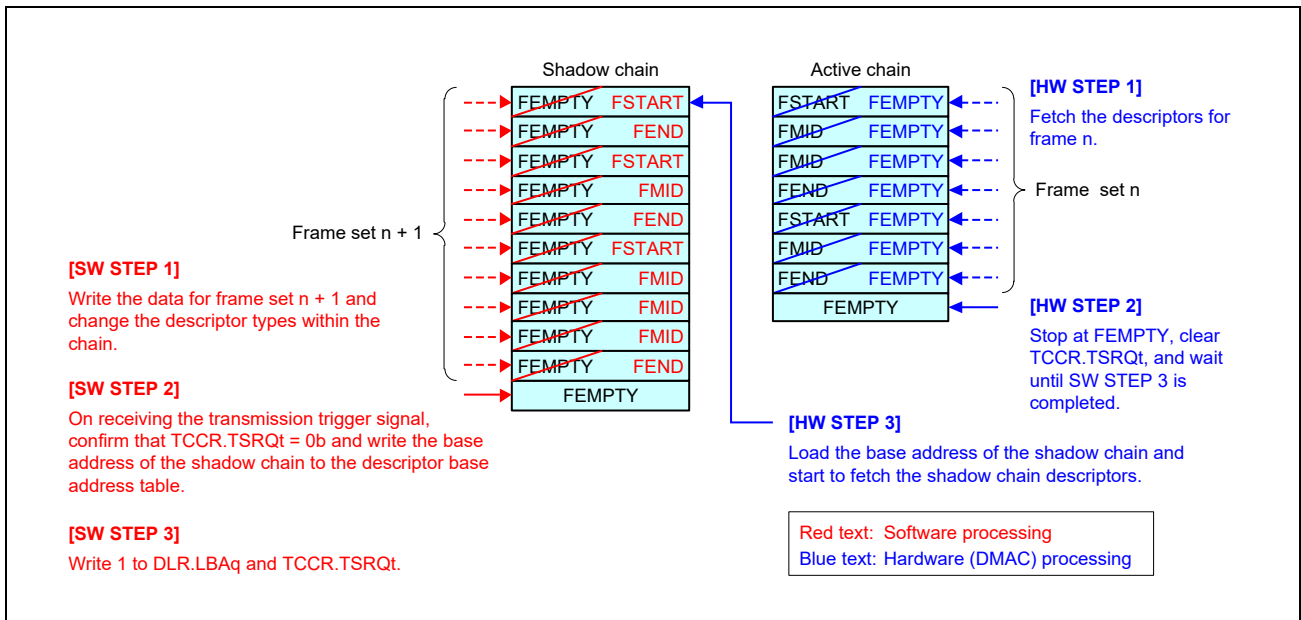 Shadow chain
Active chain
FEMPTY FSTART
FEMPTY FEND
FEMPTY FSTART
FEMPTY FMID
FEMPTY FEND
FEMPTY FSTART
FEMPTY FMID
FEMPTY FMID
FEMPTY FMID
FEMPTY FEND
FEMPTY
FSTART FEMPTY
FMID FEMPTY
FMID FEMPTY
FEND FEMPTY
FSTART FEMPTY
FMID FEMPTY
FEND FEMPTY
FEMPTY
Frame set n + 1
Frame set n
[SW STEP 1]
Write the data for frame set n + 1 and
change the descriptor types within the
chain.
[SW STEP 2]
On receiving the transmission trigger signal,
confirm that TCCR.TSRQt = 0b and write the base
address of the shadow chain to the descriptor base
address table.
[SW STEP 3]
Write 1 to DLR.LBAq and TCCR.TSRQt.
[HW STEP 1]
Fetch the descriptors for
frame n.
[HW STEP 2]
Stop at FEMPTY, clear
TCCR.TSRQt, and wait
until SW STEP 3 is
completed.
[HW STEP 3]
Load the base address of the shadow chain and
start to fetch the shadow chain descriptors.
Red text: Software processing
Blue text: Hardware (DMAC) processing